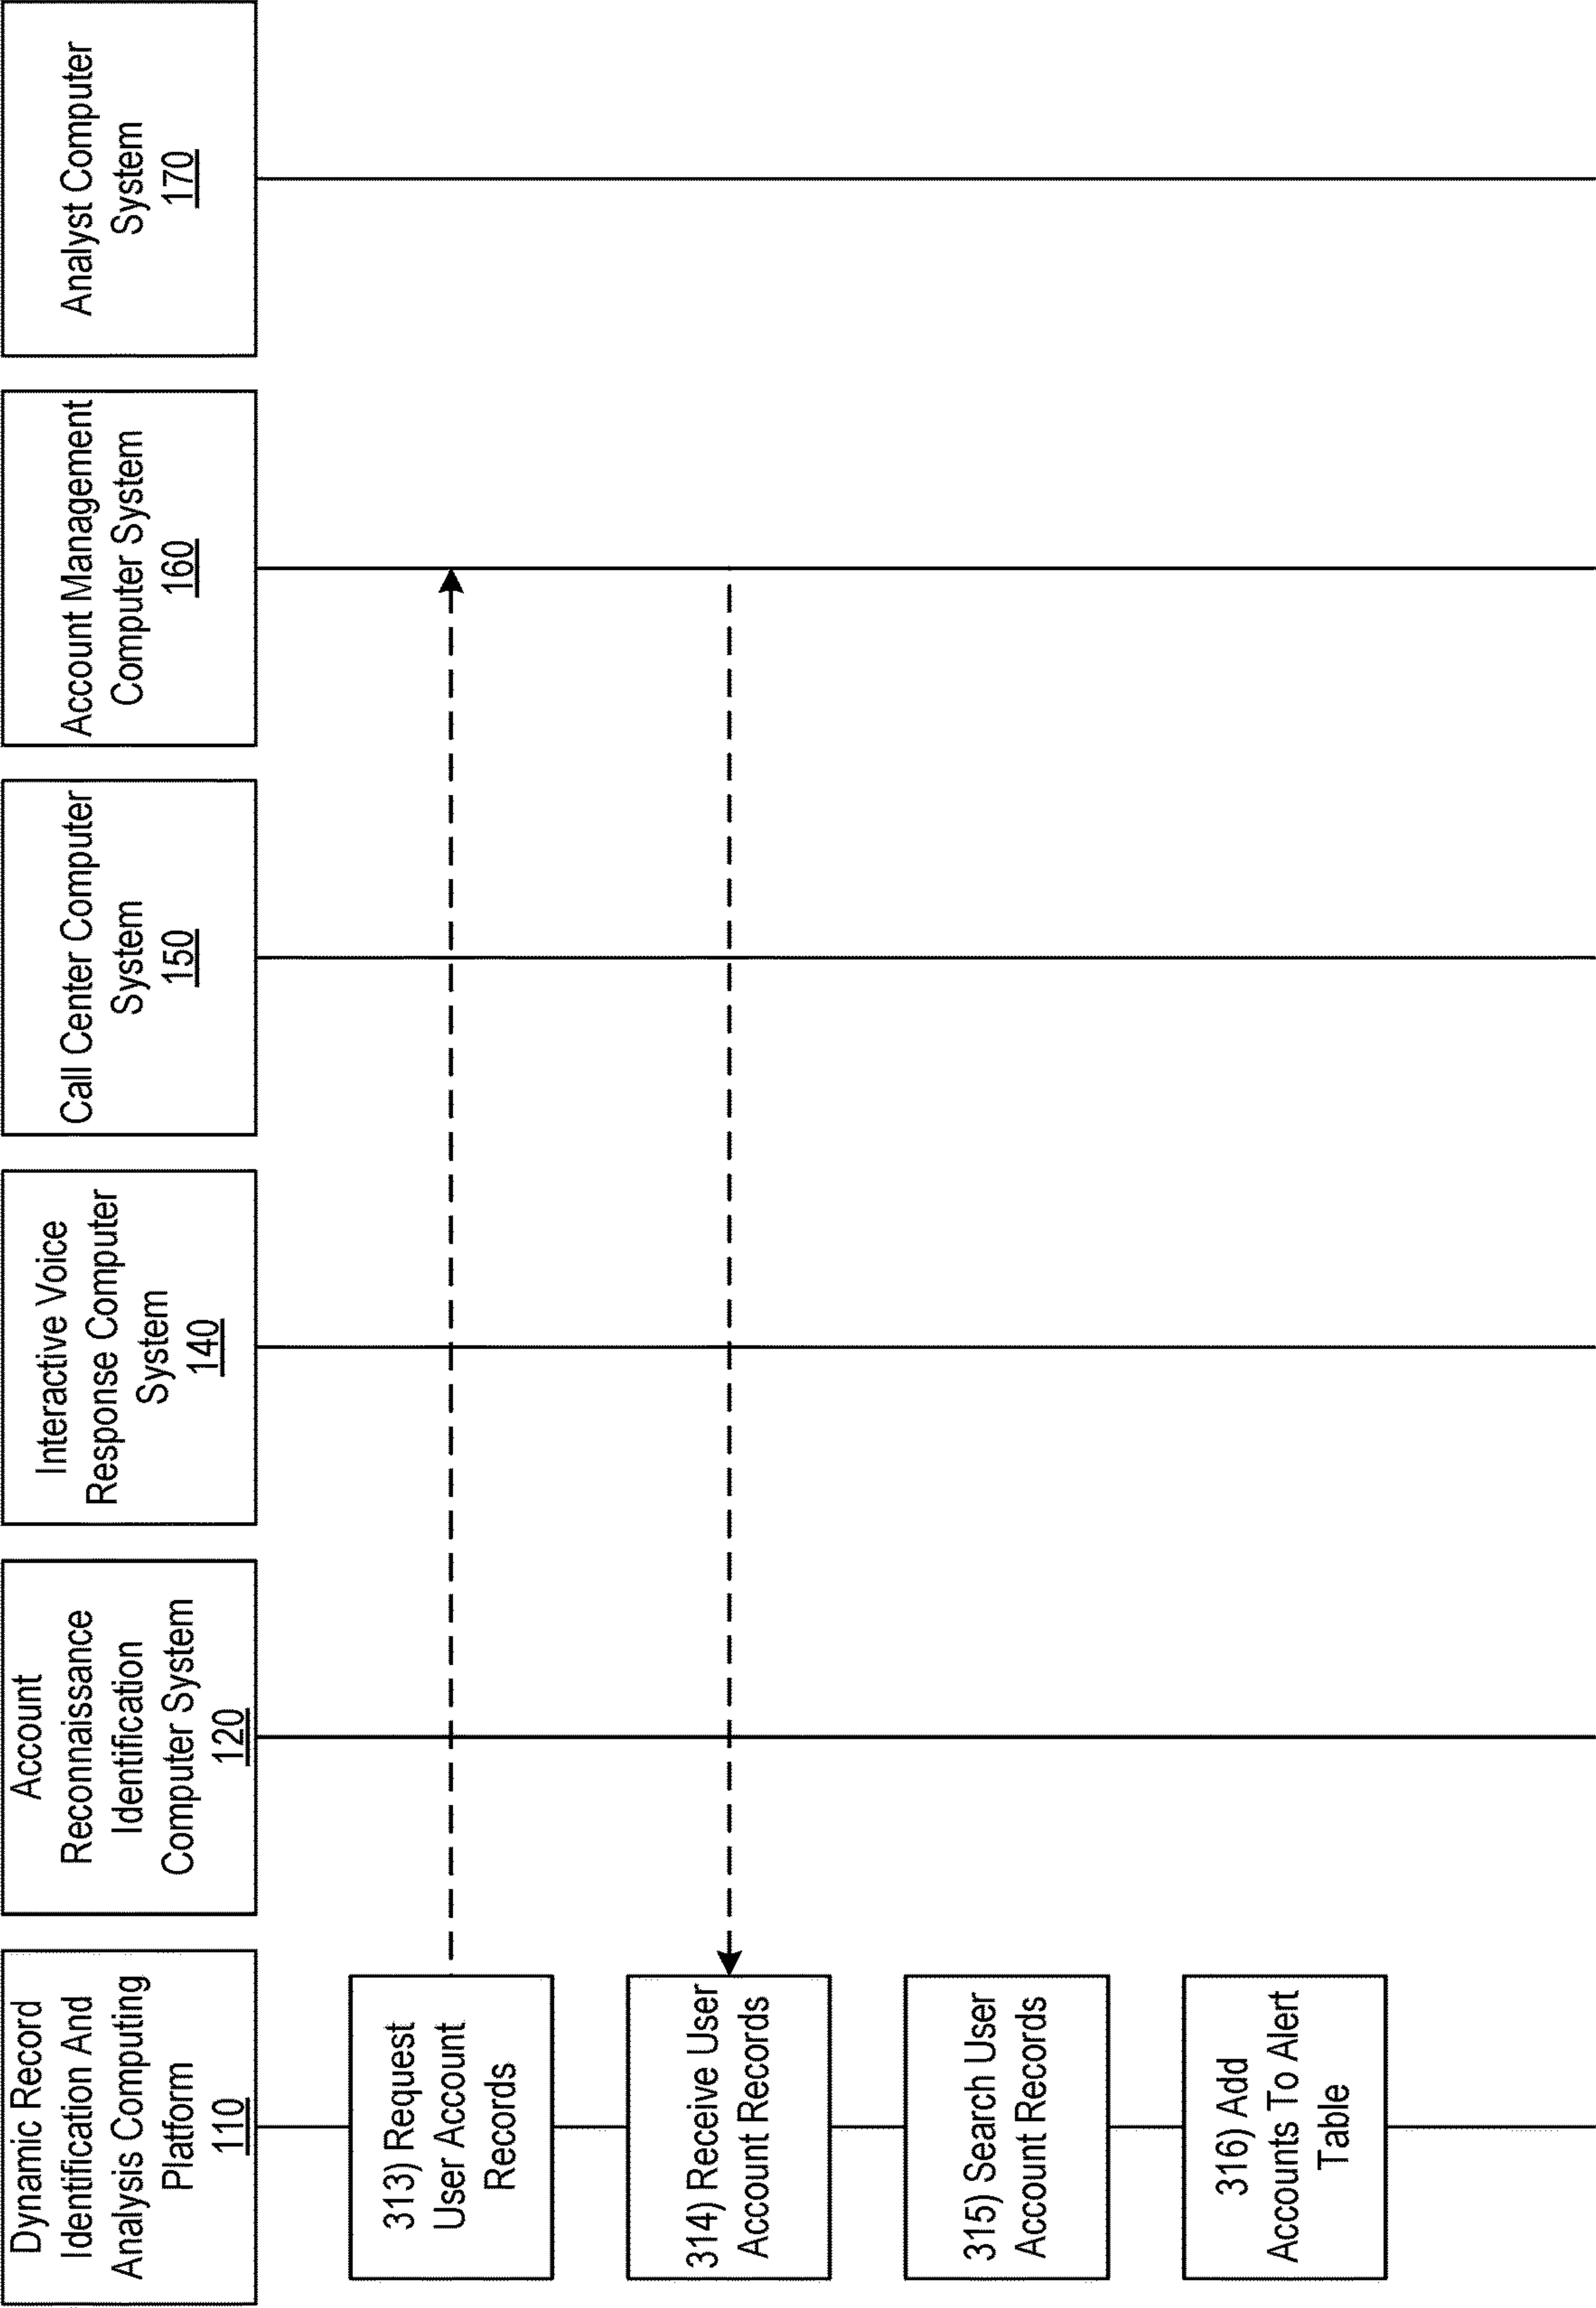 Dynamic Record
Identification And
Analysis Computing
Platform
110
Account
Reconnaissance
Identification
Computer System
120
Interactive Voice
Response Computer
System
140
Call Center Computer
System
150
Account Management
Computer System
160
Analyst Computer
System
170
313) Request
User Account
Records
314) Receive User
Account Records
315) Search User
Account Records
316) Add
Accounts To Alert
Table